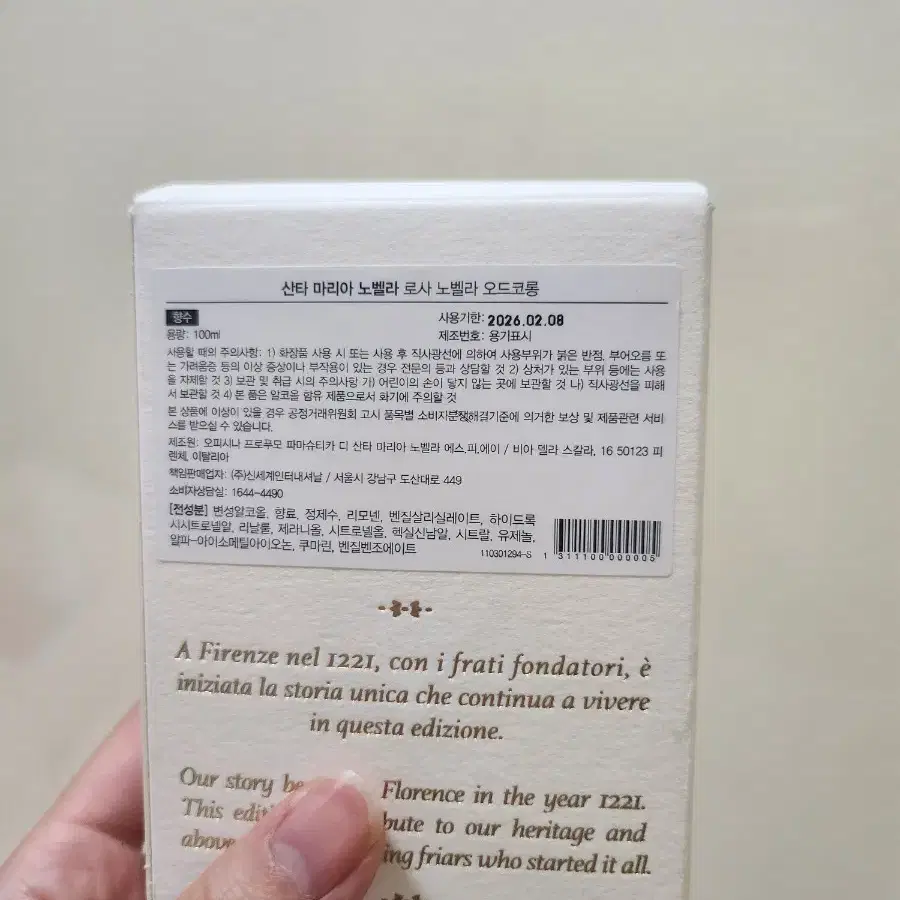 산타 마리아 노벨라 로사 노벨라 오드코롱
향수
사용기한: 2026.02.08
용량: 100ml
제조번호: 용기표시
사용할 때의 주의사항: 1) 화장품 사용 시 또는 사용 후 직사광선에 의하여 사용부위가 붉은 반점, 부어오름 또
는 가려움증 등의 이상 증상이나 부작용이 있는 경우 전문의 등과 상담할 것 2) 상처가 있는 부위 등에는 사용
을 자제할 것 3) 보관 및 취급 시의 주의사항 가) 어린이의 손이 닿지 않는 곳에 보관할 것 나) 직사광선을 피해
서 보관할 것 4) 본 품은 알코올 함유 제품으로서 화기에 주의할 것
본 상품에 이상이 있을 경우 공정거래위원회 고시 품목별 소비자분쟁해결기준에 의거한 보상 및 제품관련 서비
스를 받으실 수 있습니다.
제조원: 오피시나 프로푸모 파마슈티카 디 산타 마리아 노벨라 에스.피.에이 / 비아 델라 스칼라, 16 50123 피
렌체, 이탈리아
책임판매업자: (주)신세계인터내셔날 / 서울시 강남구 도산대로 449
소비자상담실: 1644-4490
[전성분] 변성알코올, 향료, 정제수, 리모넨, 벤질살리실레이트, 하이드록
시시트로넬알, 리날룰, 제라니올, 시트로넬올, 헥실신남알, 시트랄, 유제놀,
알파-아이소메틸아이오논, 쿠마린, 벤질벤조에이트
110301294-S
1 311100 000005
A Firenze nel 1221, con i frati fondatori, è
iniziata la storia unica che continua a vivere
in questa edizione.
Our story be Florence in the year 1221.
This editi bute to our heritage and
above ing friars who started it all.